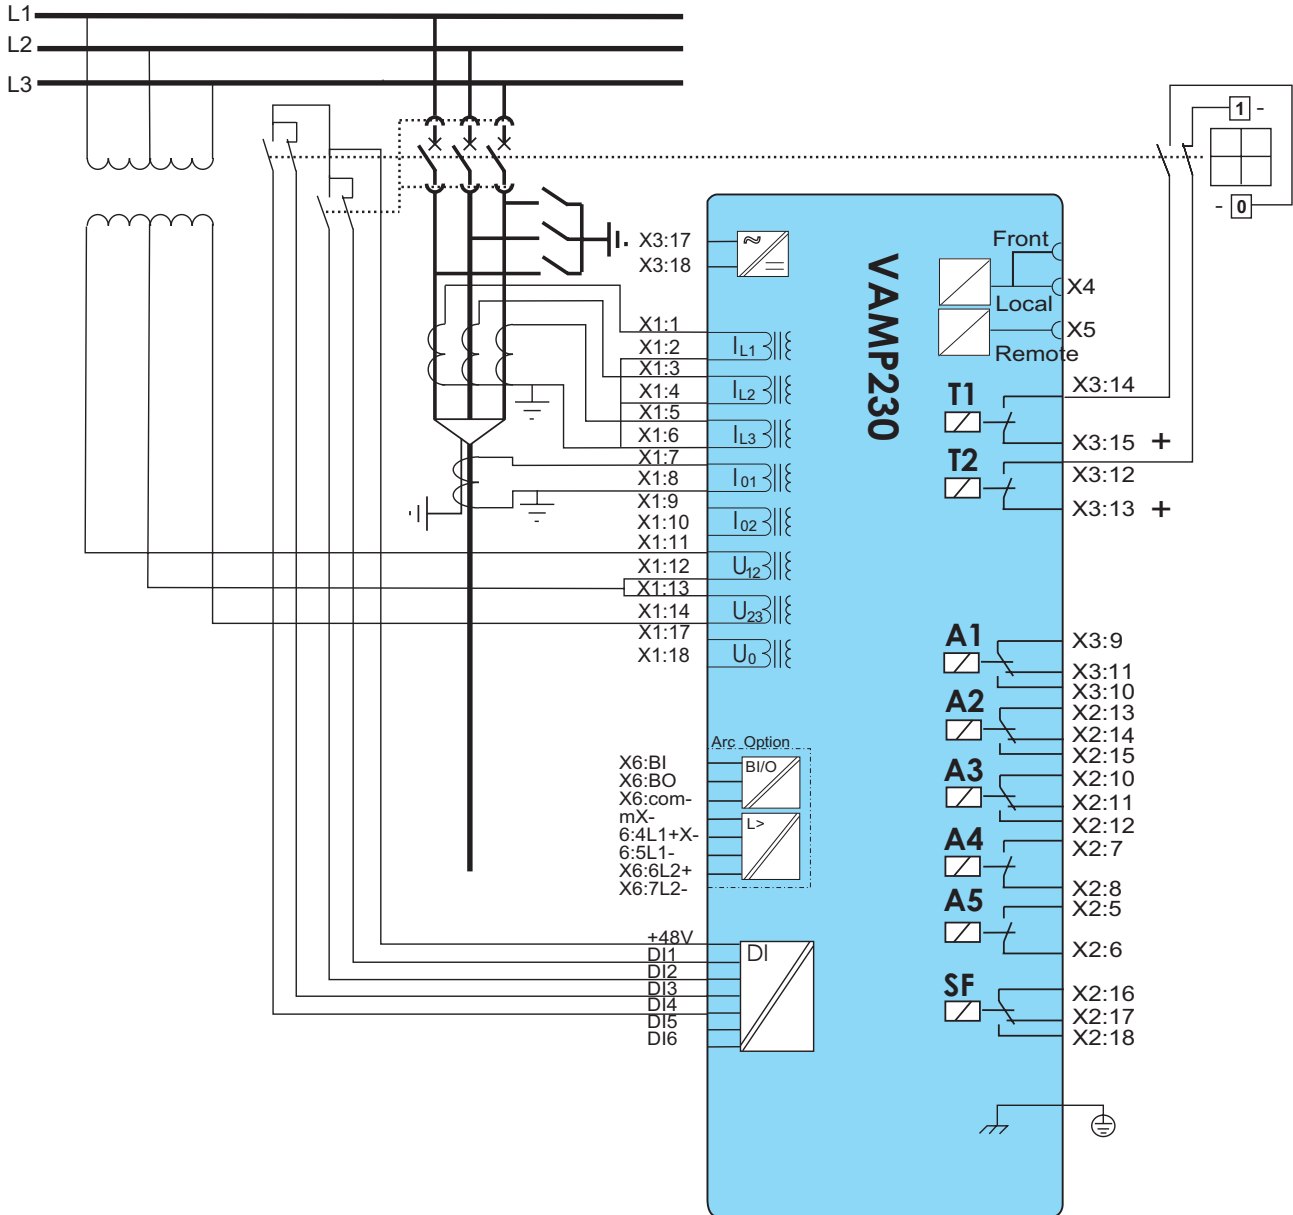 L1
L2
L3
1 -
- 0
X3:17
X3:18
VAMP230
Front
Local
X4
Remote
X5
X1:1
X1:2
X1:3
X1:4
X1:5
X1:6
X1:7
X1:8
X1:9
X1:10
X1:11
X1:12
X1:13
X1:14
X1:17
X1:18
IL1
IL2
IL3
I01
I02
U12
U23
U0
T1
X3:14
X3:15 +
T2
X3:12
X3:13 +
A1
X3:9
X3:11
X3:10
A2
X2:13
X2:14
X2:15
A3
X2:10
X2:11
X2:12
A4
X2:7
X2:8
A5
X2:5
X2:6
SF
X2:16
X2:17
X2:18
Arc Option
BI/O
L>
X6:BI
X6:BO
X6:com-
mX-
6:4L1+X-
6:5L1-
X6:6L2+
X6:7L2-
+48V
DI1
DI2
DI3
DI4
DI5
DI6
DI